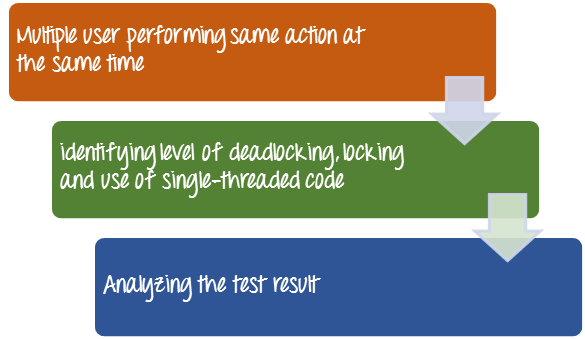 Multiple user performing same action at
the same time
identifying level of deadlocking, locking
and use of single-threaded code
Analyzing the test result